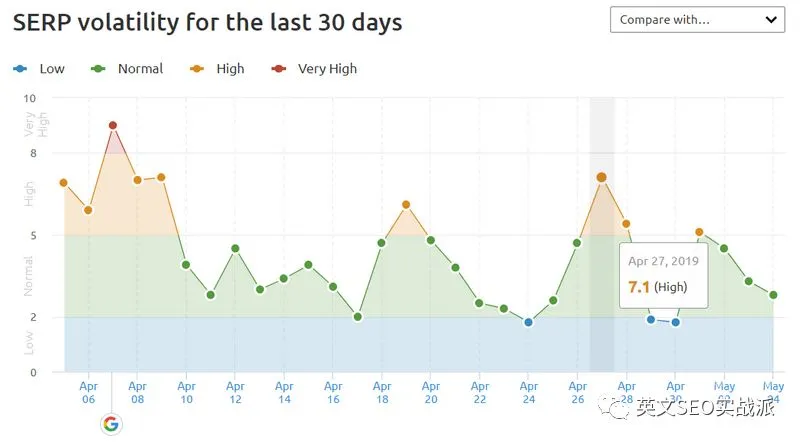 SERP volatility for the last 30 days
Compare with...
Low
Normal
High
Very High
10
Very High
8
High
5
Normal
2
Low
0
Apr 27, 2019
7.1 (High)
Apr 06
Apr 08
Apr 10
Apr 12
Apr 14
Apr 16
Apr 18
Apr 20
Apr 22
Apr 24
Apr 26
Apr 28
Apr 30
May
May 04
G
英文SEO实战派